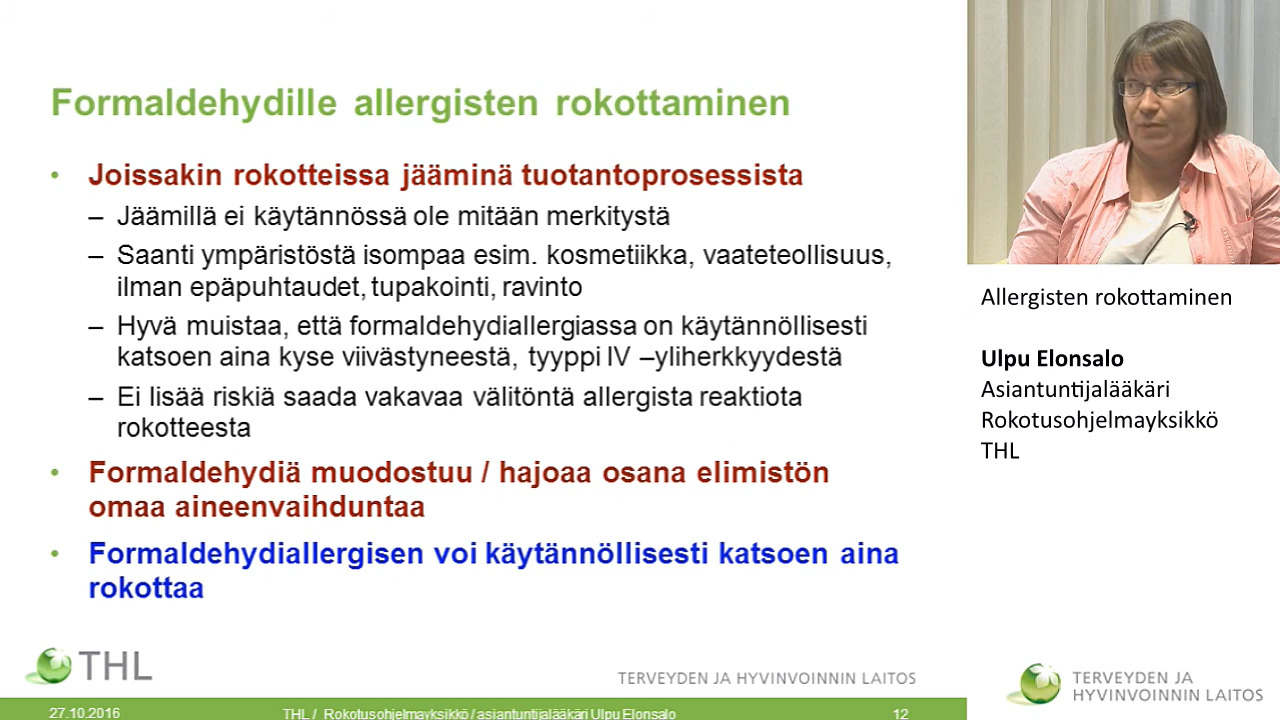 Formaldehydille allergisten rokottaminen
• Joissakin rokotteissa jääminä tuotantoprosessista
– Jäämillä ei käytännössä ole mitään merkitystä
– Saanti ympäristöstä isompaa esim. kosmetiikka, vaateteollisuus,
ilman epäpuhtaudet, tupakointi, ravinto
– Hyvä muistaa, että formaldehydiallergiassa on käytännöllisesti
katsoen aina kyse viivästyneestä, tyyppi IV –yliherkkyydestä
– Ei lisää riskiä saada vakavaa välitöntä allergista reaktiota
rokotteesta
• Formaldehydiä muodostuu / hajoaa osana elimistön
omaa aineenvaihduntaa
• Formaldehydiallergisen voi käytännöllisesti katsoen aina
rokottaa
THL
TERVEYDEN JA HYVINVOINNIN LAITOS
27.10.2016
THL / Rokotusohjelmayksikkö / asiantuntijalääkäri Ulpu Elonsalo
12
Allergisten rokottaminen
Ulpu Elonsalo
Asiantuntijalääkäri
Rokotusohjelmayksikkö
THL
TERVEYDEN JA
HYVINVOINNIN LAITOS